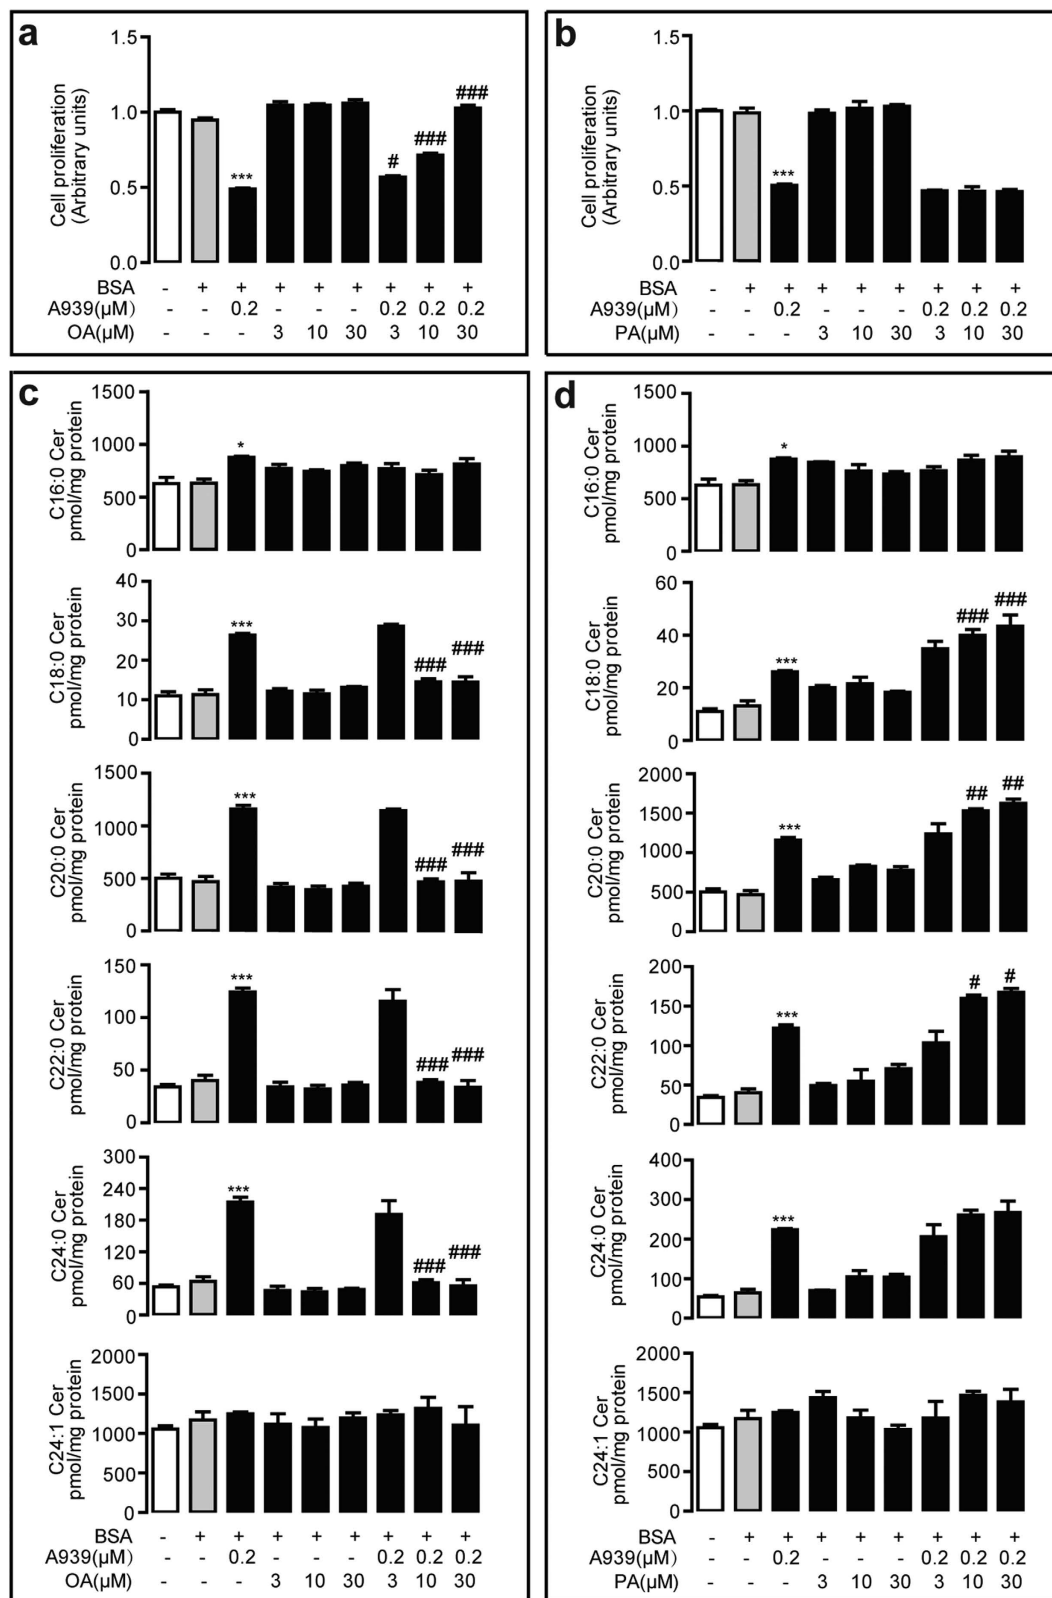 a
Cell proliferation
(Arbitrary units)
1.5
1.0
0.5
0.0
***
#
###
###
BSA - + + + + + + + +
A939(μM) - - 0.2 - - - 0.2 0.2 0.2
OA(μM) - - - 3 10 30 3 10 30
b
Cell proliferation
(Arbitrary units)
1.5
1.0
0.5
0.0
***
BSA - + + + + + + + +
A939(μM) - - 0.2 - - - 0.2 0.2 0.2
PA(μM) - - - 3 10 30 3 10 30
c
C16:0 Cer
pmol/mg protein
1500
1000
500
0
*
C18:0 Cer
pmol/mg protein
40
30
20
10
0
***
###
###
C20:0 Cer
pmol/mg protein
1500
1000
500
0
***
###
###
C22:0 Cer
pmol/mg protein
150
100
50
0
***
###
###
C24:0 Cer
pmol/mg protein
300
240
180
120
60
0
***
###
###
C24:1 Cer
pmol/mg protein
2000
1500
1000
500
0
BSA - + + + + + + + +
A939(μM) - - 0.2 - - - 0.2 0.2 0.2
OA(μM) - - - 3 10 30 3 10 30
d
C16:0 Cer
pmol/mg protein
1500
1000
500
0
*
C18:0 Cer
pmol/mg protein
60
40
20
0
***
###
###
C20:0 Cer
pmol/mg protein
2000
1500
1000
500
0
***
##
##
C22:0 Cer
pmol/mg protein
200
150
100
50
0
***
#
#
C24:0 Cer
pmol/mg protein
400
300
200
100
0
***
C24:1 Cer
pmol/mg protein
2000
1500
1000
500
0
BSA - + + + + + + + +
A939(μM) - - 0.2 - - - 0.2 0.2 0.2
PA(μM) - - - 3 10 30 3 10 30